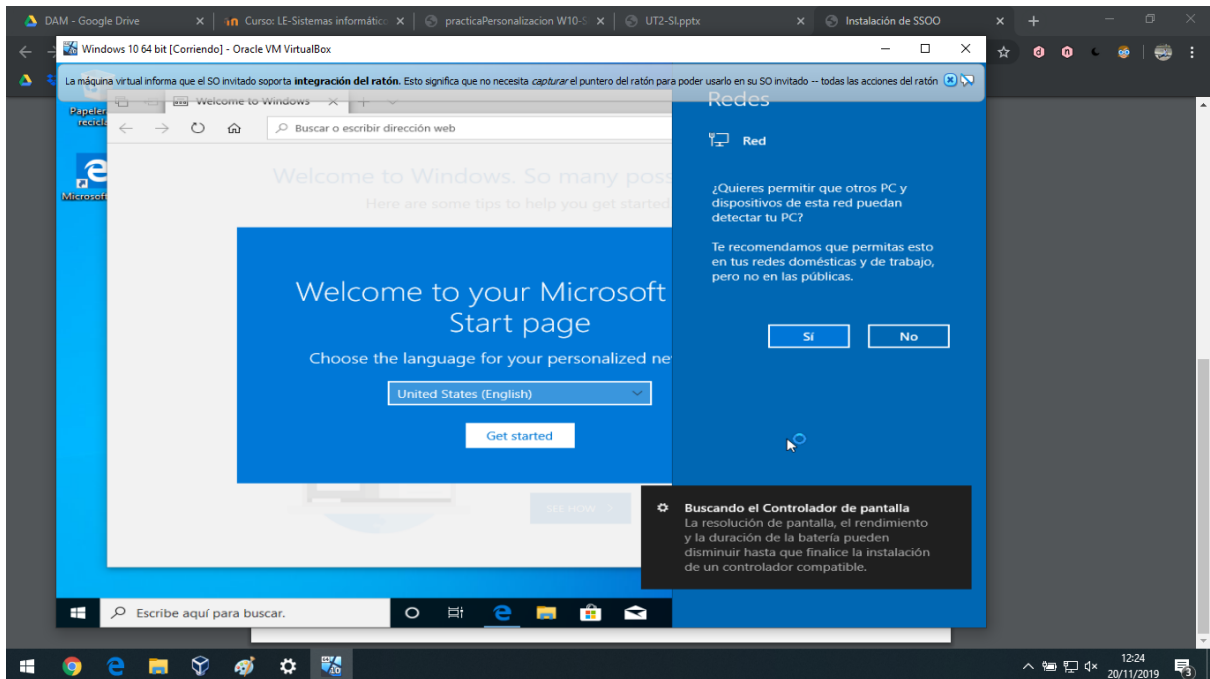 DAM - Google Drive
Curso: LE-Sistemas informátic
practicaPersonalizacion W10-S
UT2-SI.pptx
Instalación de SSOO
Windows 10 64 bit [Corriendo] - Oracle VM VirtualBox
La máquina virtual informa que el SO invitado soporta integración del ratón. Esto significa que no necesita capturar el puntero del ratón para poder usarlo en su SO invitado -- todas las acciones del ratón
Papeler
recicla
Microsoft
Welcome to Windows
Buscar o escribir dirección web
Welcome to Windows. So many poss
Here are some tips to help you get started
Welcome to your Microsoft
Start page
Choose the language for your personalized ne
United States (English)
Get started
SEE NOW
Redes
Red
¿Quieres permitir que otros PC y
dispositivos de esta red puedan
detectar tu PC?
Te recomendamos que permitas esto
en tus redes domésticas y de trabajo,
pero no en las públicas.
Sí
No
Buscando el Controlador de pantalla
La resolución de pantalla, el rendimiento
y la duración de la batería pueden
disminuir hasta que finalice la instalación
de un controlador compatible.
Escribe aquí para buscar.
12:24
20/11/2019
3